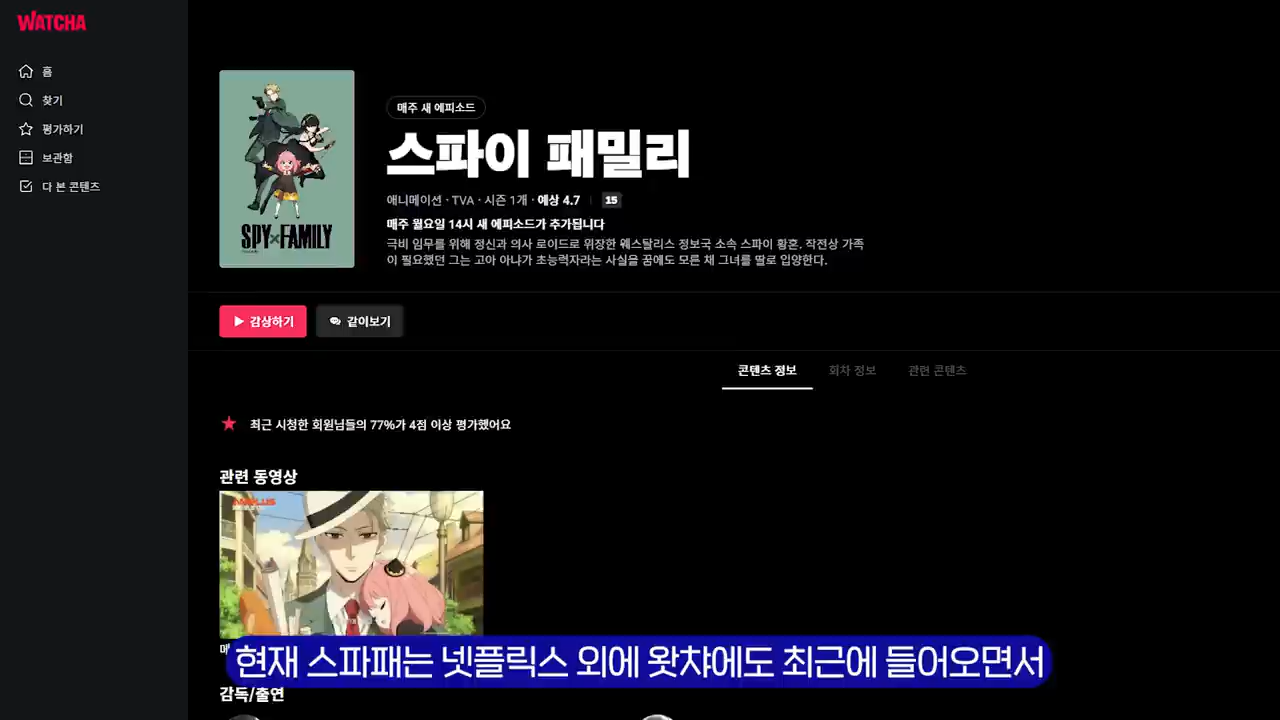 WATCHA
홈
찾기
평가하기
보관함
다 본 콘텐츠
SPY×FAMILY
매주 새 에피소드
스파이 패밀리
애니메이션 · TVA · 시즌 1개 · 예상 4.7 15
매주 월요일 14시 새 에피소드가 추가됩니다
극비 임무를 위해 정신과 의사 로이드로 위장한 웨스탈리스 정보국 소속 스파이 황혼. 작전상 가족
이 필요했던 그는 고아 아냐가 초능력자라는 사실을 꿈에도 모른 채 그녀를 딸로 입양한다.
감상하기
같이보기
콘텐츠 정보
회차 정보
관련 콘텐츠
최근 시청한 회원님들의 77%가 4점 이상 평가했어요
관련 동영상
현재 스파패는 넷플릭스 외에 왓챠에도 최근에 들어오면서
감독/출연